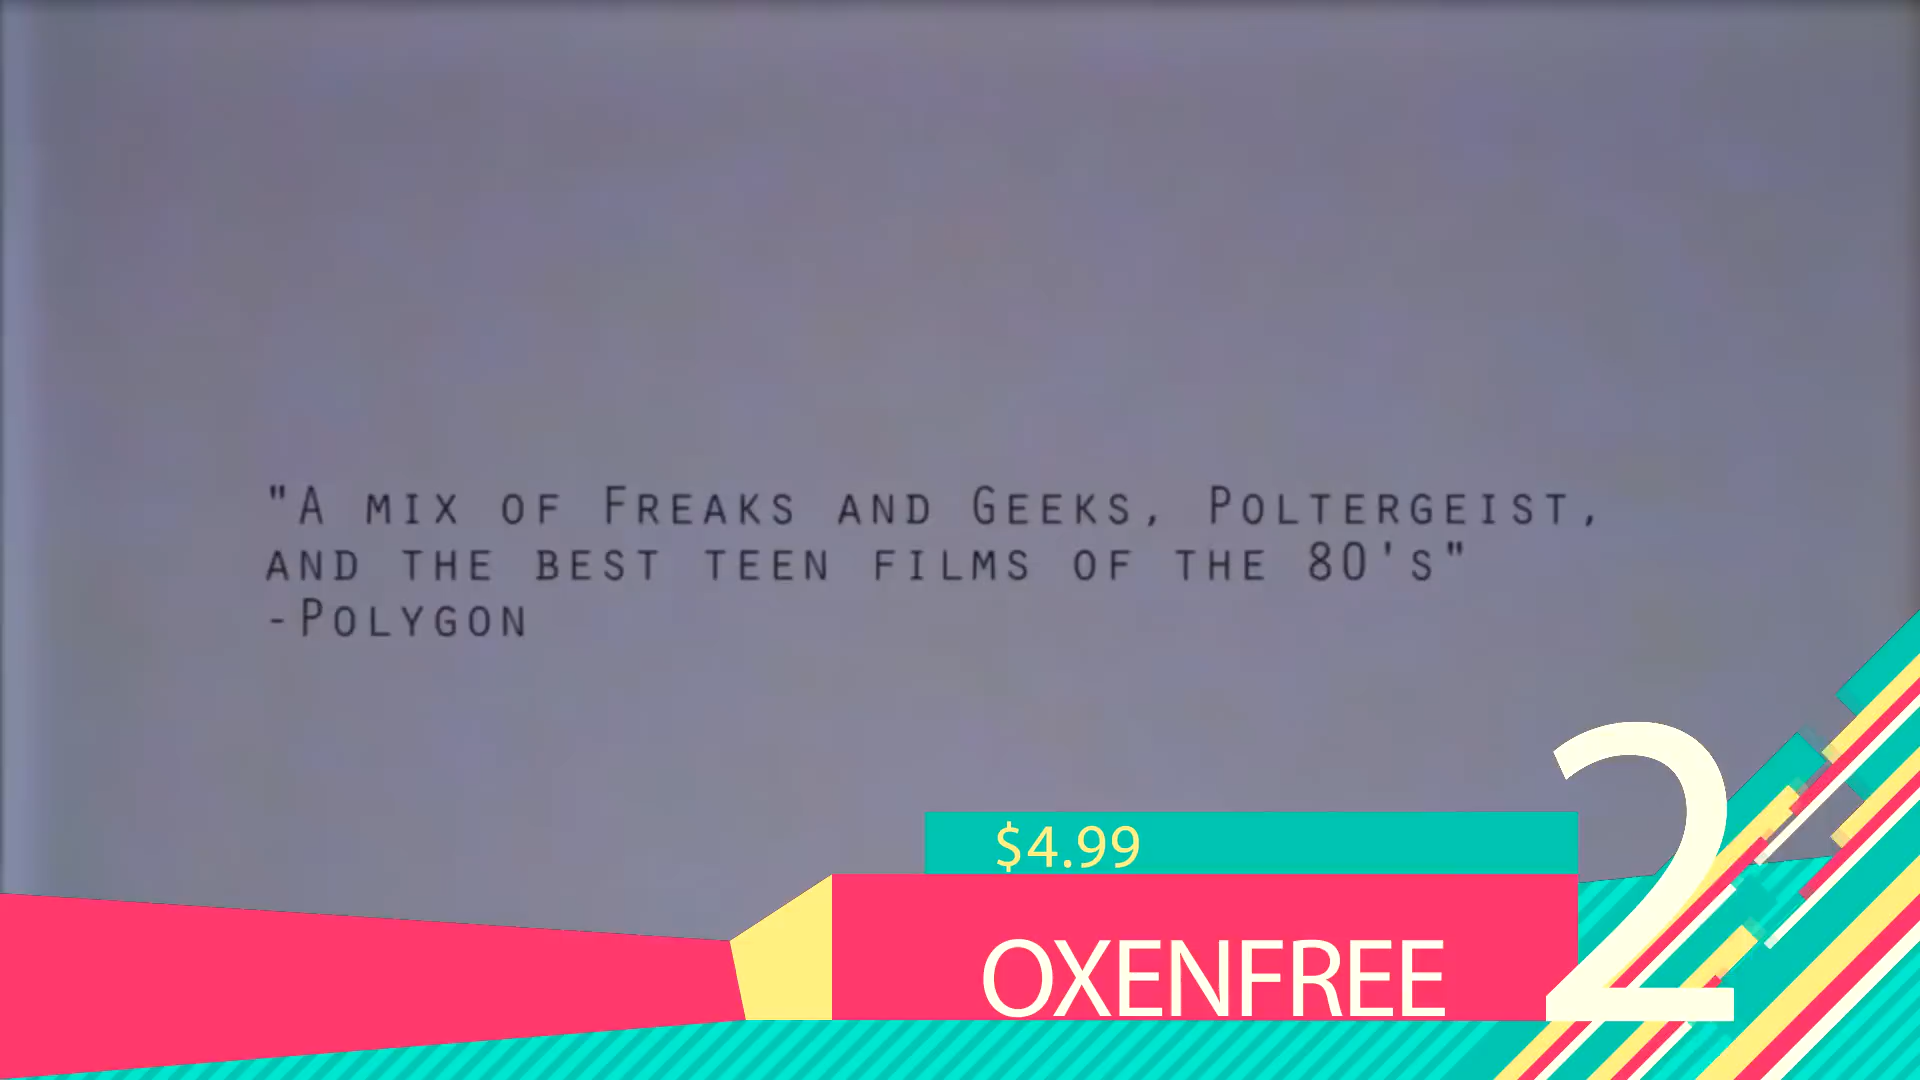 "A mix of Freaks and Geeks, Poltergeist,
and the best teen films of the 80's"
-Polygon
$4.99
OXENFREE
2